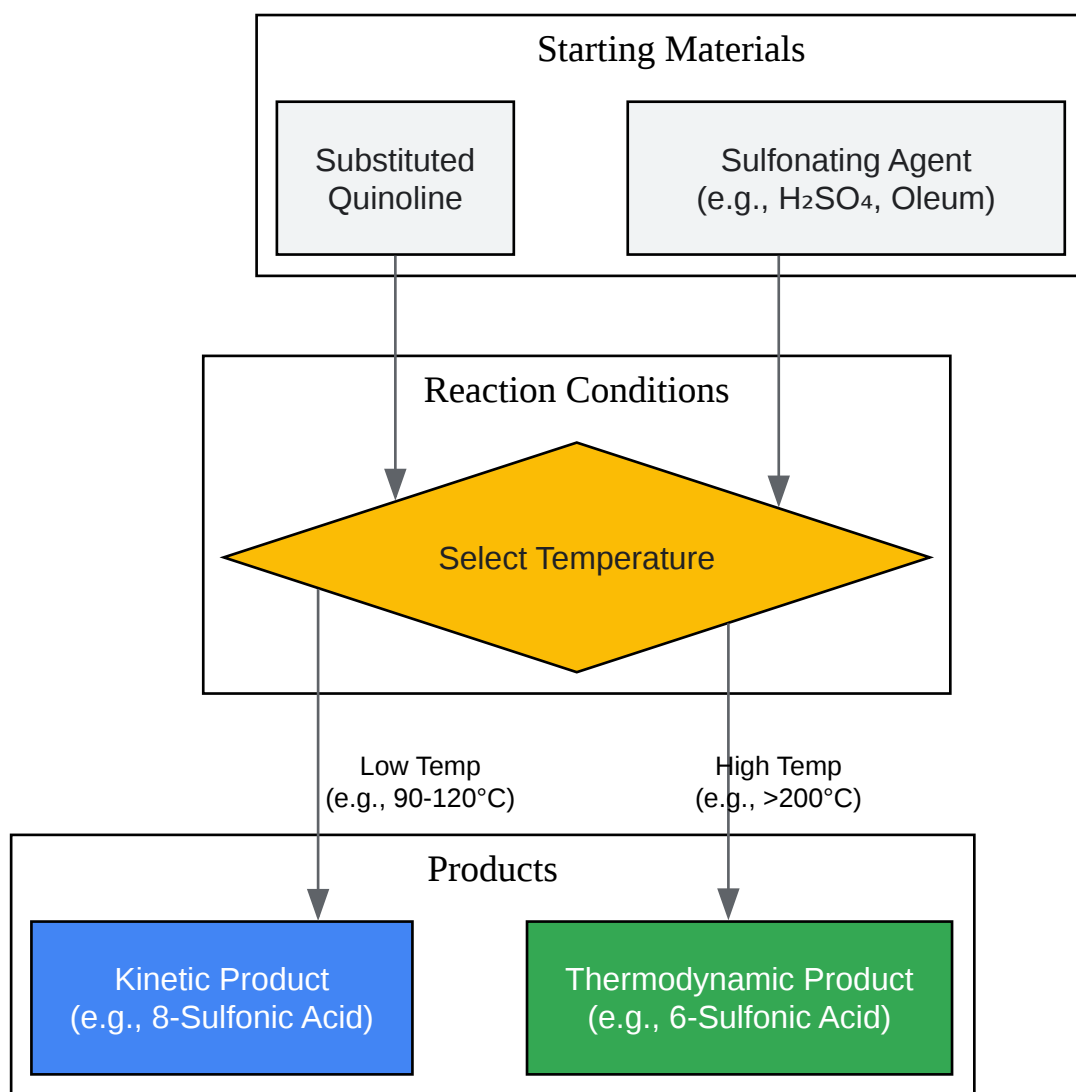 Starting Materials
Substituted
Quinoline
Sulfonating Agent
(e.g., H₂SO₄, Oleum)
Reaction Conditions
Select Temperature
Low Temp
(e.g., 90-120°C)
High Temp
(e.g., >200°C)
Products
Kinetic Product
(e.g., 8-Sulfonic Acid)
Thermodynamic Product
(e.g., 6-Sulfonic Acid)